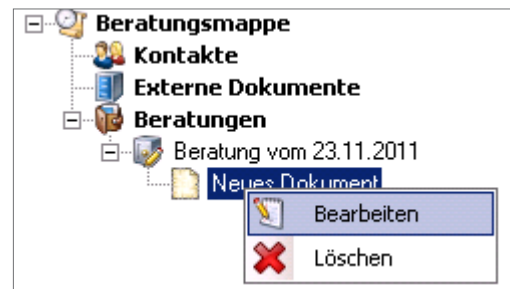 Beratungsmappe
Kontakte
Externe Dokumente
Beratungen
Beratung vom 23.11.2011
Neues Dokument
Bearbeiten
Löschen